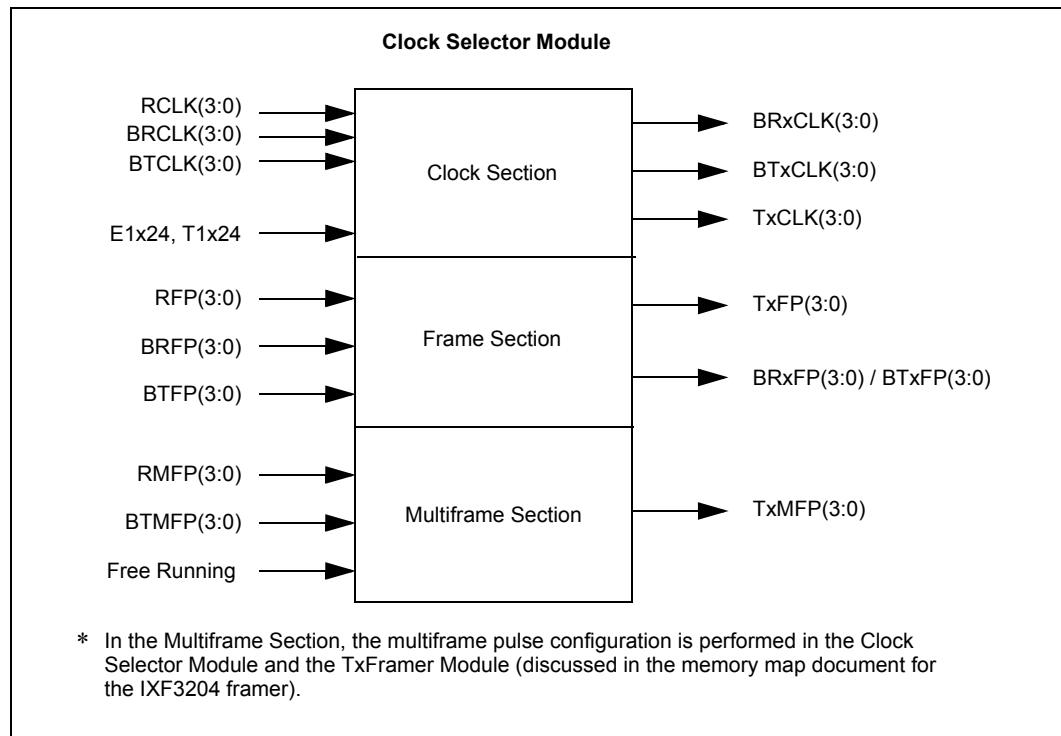 Clock Selector Module
RCLK(3:0)
BRCLK(3:0)
BTCLK(3:0)
E1x24, T1x24
Clock Section
BRxCLK(3:0)
BTxCLK(3:0)
TxCLK(3:0)
RFP(3:0)
BRFP(3:0)
BTFP(3:0)
Frame Section
TxFP(3:0)
BRxFP(3:0) / BTxFP(3:0)
RMFP(3:0)
BTMFP(3:0)
Free Running
Multiframe Section
TxMFP(3:0)
* In the Multiframe Section, the multiframe pulse configuration is performed in the Clock
Selector Module and the TxFramer Module (discussed in the memory map document for
the IXF3204 framer).